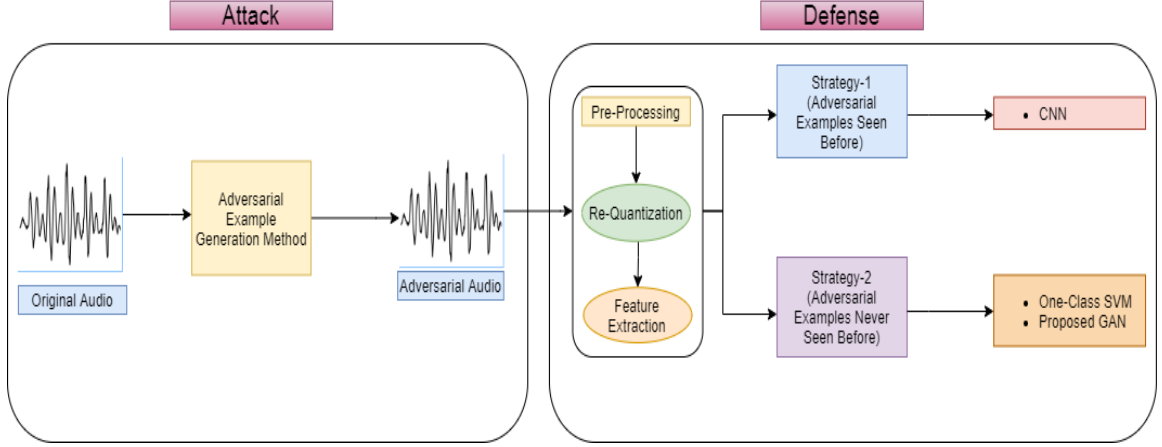 Attack
Original Audio
Adversarial
Example
Generation Method
Adversarial Audio
Defense
Pre-Processing
Re-Quantization
Feature
Extraction
Strategy-1
(Adversarial
Examples Seen
Before)
• CNN
Strategy-2
(Adversarial
Examples Never
Seen Before)
• One-Class SVM
• Proposed GAN